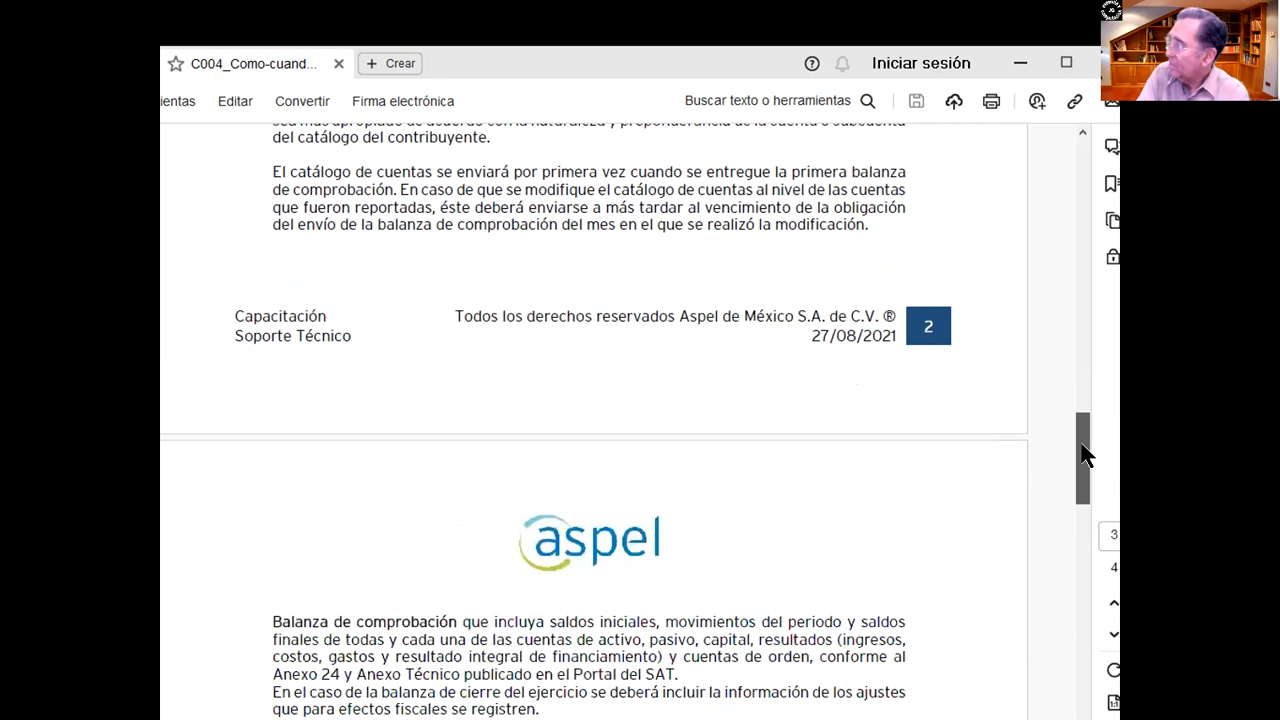 C004_Como-cuand...
Crear
Iniciar sesión
ientas
Editar
Convertir
Firma electrónica
Buscar texto o herramientas
del catálogo del contribuyente.
El catálogo de cuentas se enviará por primera vez cuando se entregue la primera balanza
de comprobación. En caso de que se modifique el catálogo de cuentas al nivel de las cuentas
que fueron reportadas, éste deberá enviarse a más tardar al vencimiento de la obligación
del envío de la balanza de comprobación del mes en el que se realizó la modificación.
Capacitación
Soporte Técnico
Todos los derechos reservados Aspel de México S.A. de C.V. ®
27/08/2021
2
aspel
3
4
Balanza de comprobación que incluya saldos iniciales, movimientos del periodo y saldos
finales de todas y cada una de las cuentas de activo, pasivo, capital, resultados (ingresos,
costos, gastos y resultado integral de financiamiento) y cuentas de orden, conforme al
Anexo 24 y Anexo Técnico publicado en el Portal del SAT.
En el caso de la balanza de cierre del ejercicio se deberá incluir la información de los ajustes
que para efectos fiscales se registren.